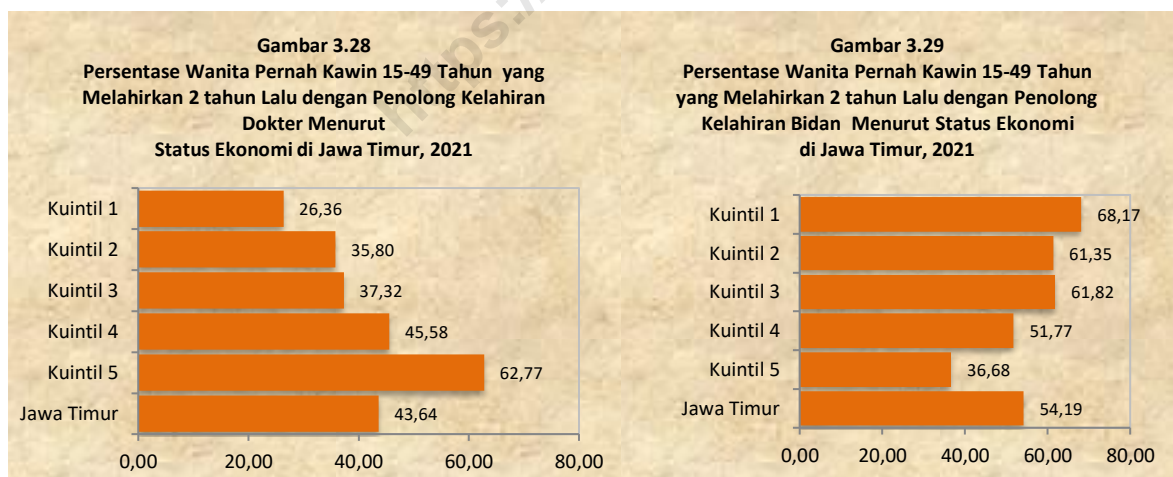 Gambar 3.28
Persentase Wanita Pernah Kawin 15-49 Tahun yang
Melahirkan 2 tahun Lalu dengan Penolong Kelahiran
Dokter Menurut
Status Ekonomi di Jawa Timur, 2021
Kuintil 1 26,36
Kuintil 2 35,80
Kuintil 3 37,32
Kuintil 4 45,58
Kuintil 5 62,77
Jawa Timur 43,64
0,00 20,00 40,00 60,00 80,00
Gambar 3.29
Persentase Wanita Pernah Kawin 15-49 Tahun
yang Melahirkan 2 tahun Lalu dengan Penolong
Kelahiran Bidan Menurut Status Ekonomi
di Jawa Timur, 2021
Kuintil 1 68,17
Kuintil 2 61,35
Kuintil 3 61,82
Kuintil 4 51,77
Kuintil 5 36,68
Jawa Timur 54,19
0,00 20,00 40,00 60,00 80,00